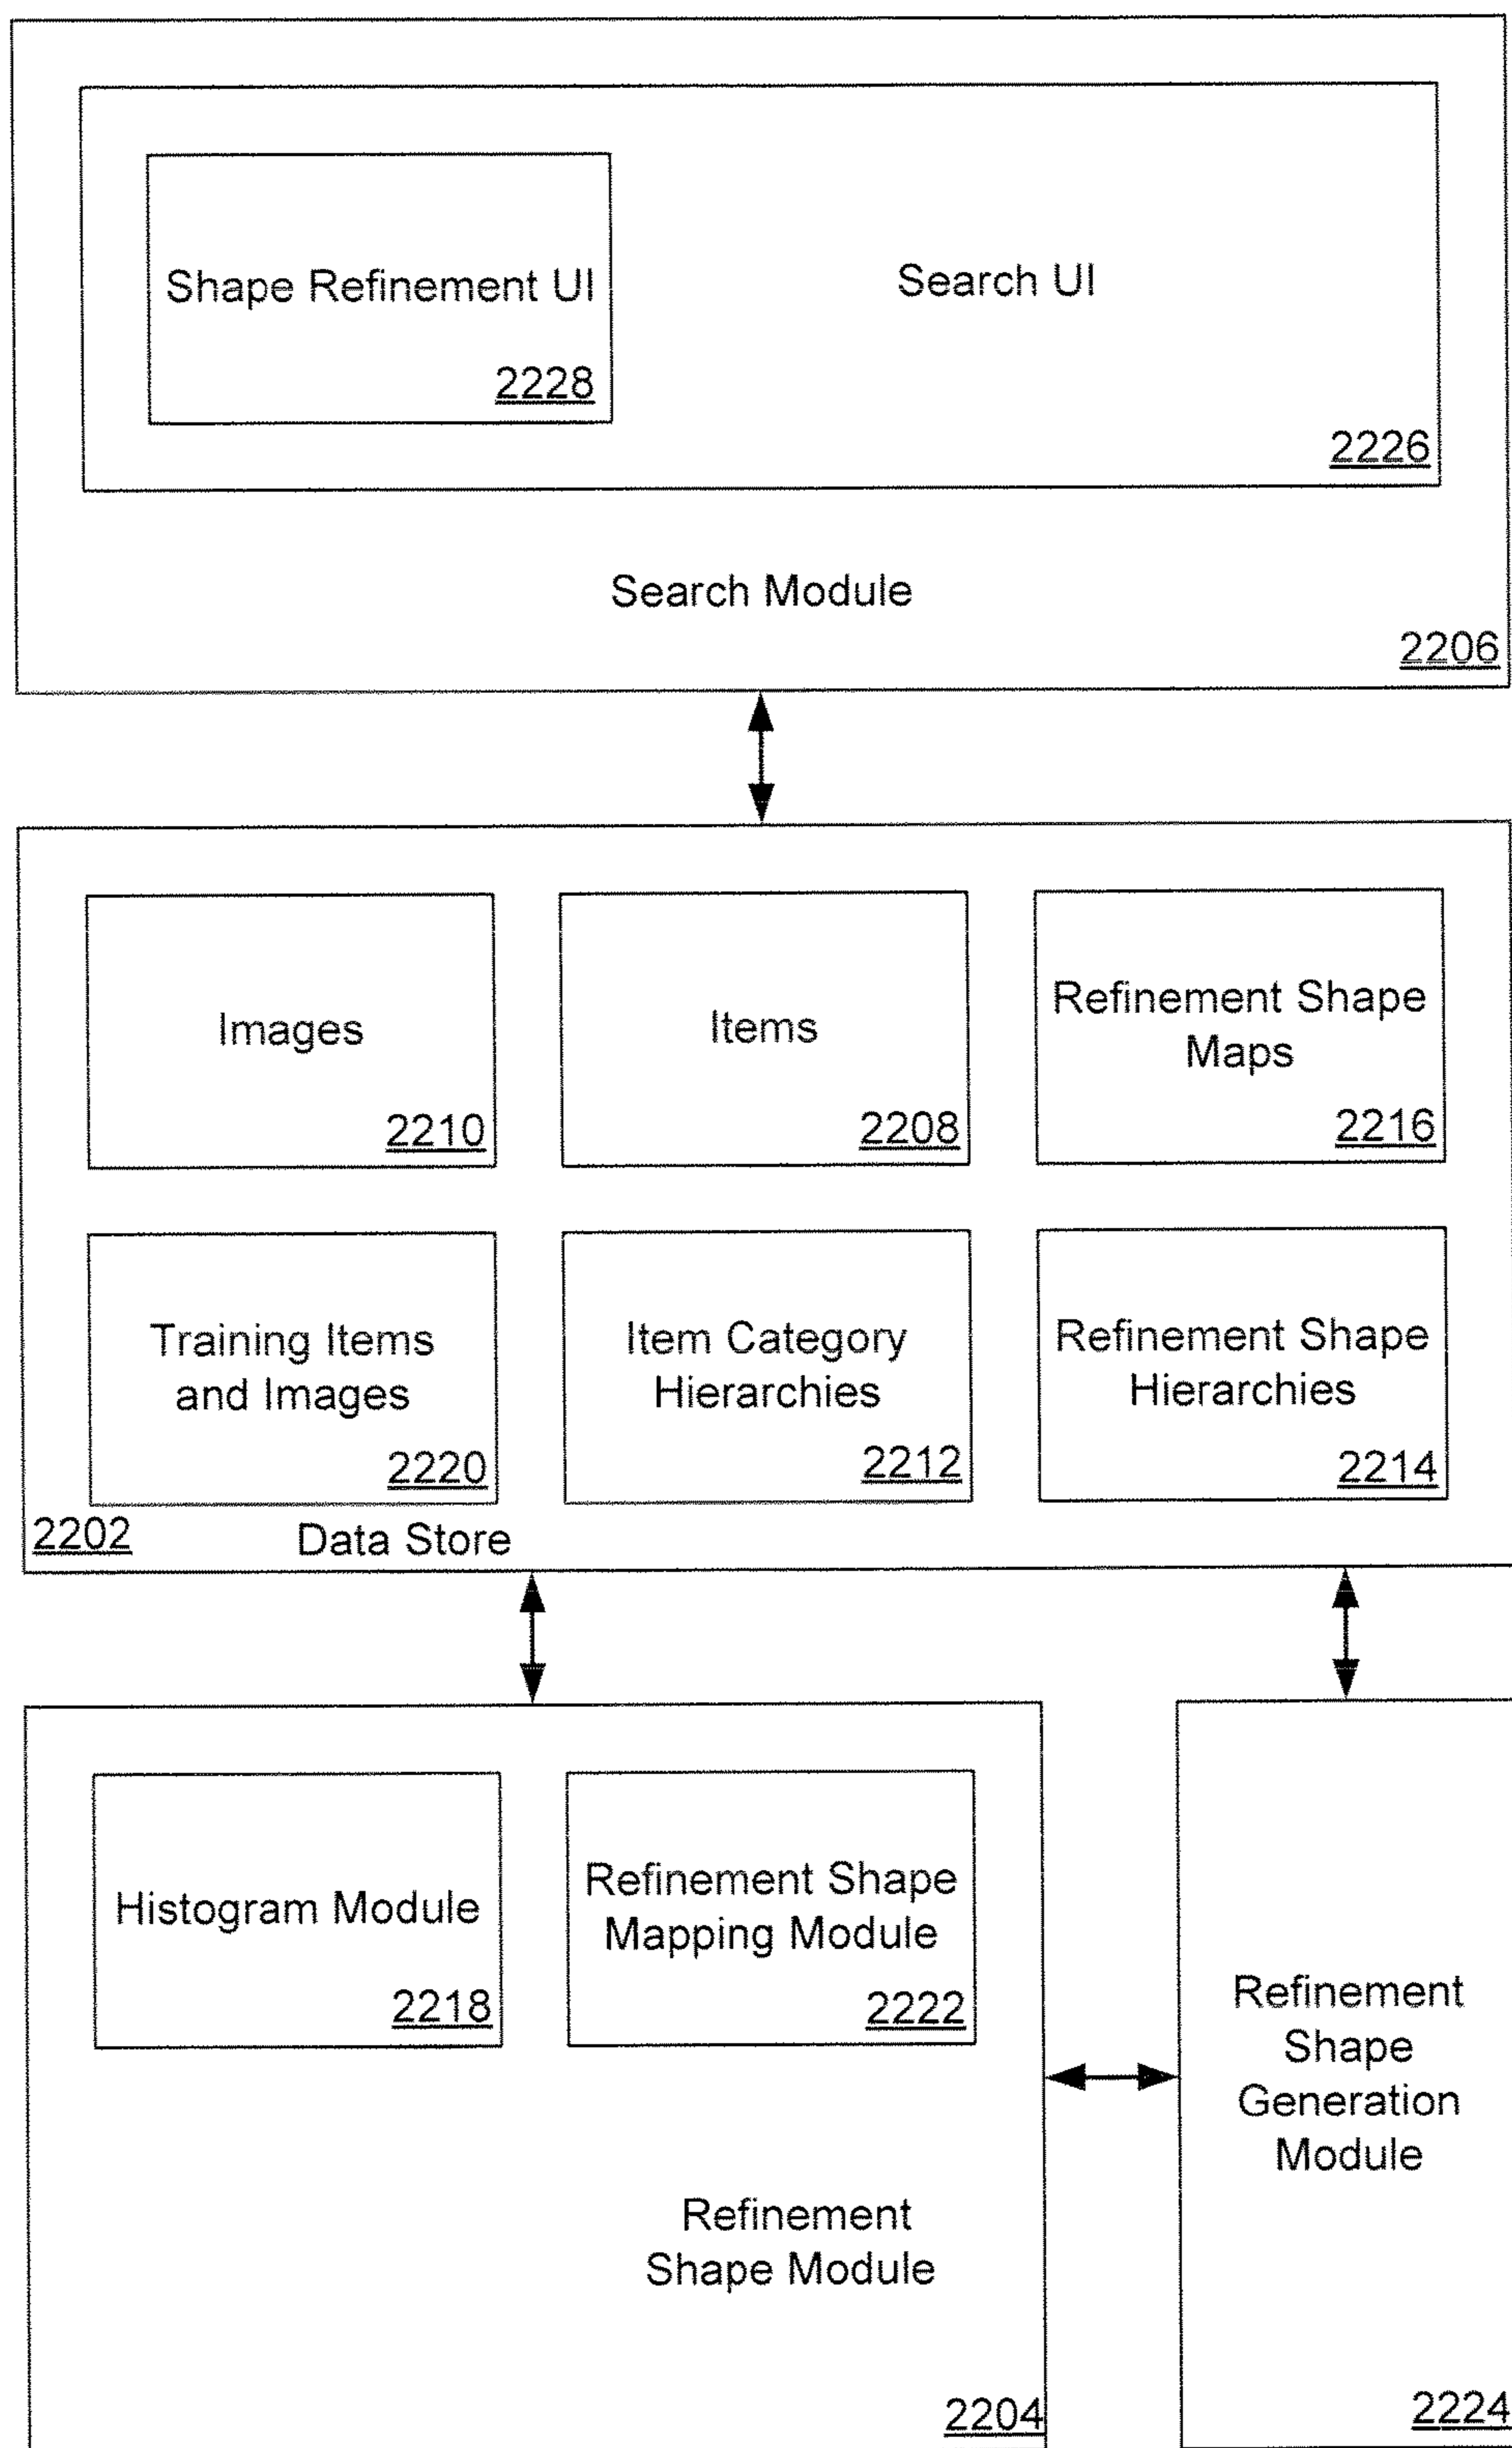 Shape Refinement UI
2228
Search UI
2226
Search Module
2206
Images
2210
Items
2208
Refinement Shape
Maps
2216
Training Items
and Images
2220
Item Category
Hierarchies
2212
Refinement Shape
Hierarchies
2214
2202
Data Store
Histogram Module
2218
Refinement Shape
Mapping Module
2222
Refinement
Shape Module
2204
Refinement
Shape
Generation
Module
2224